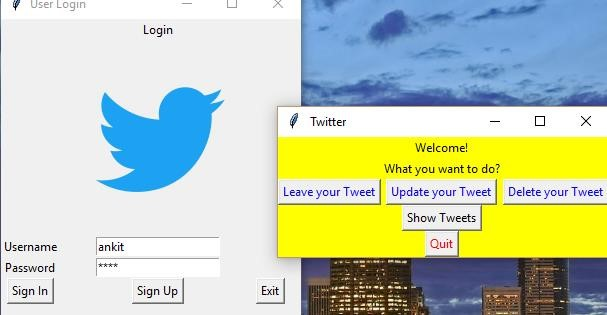 User Login
Login
Username ankit
Password ****
Sign In Sign Up Exit
Twitter
Welcome!
What you want to do?
Leave your Tweet Update your Tweet Delete your Tweet
Show Tweets
Quit